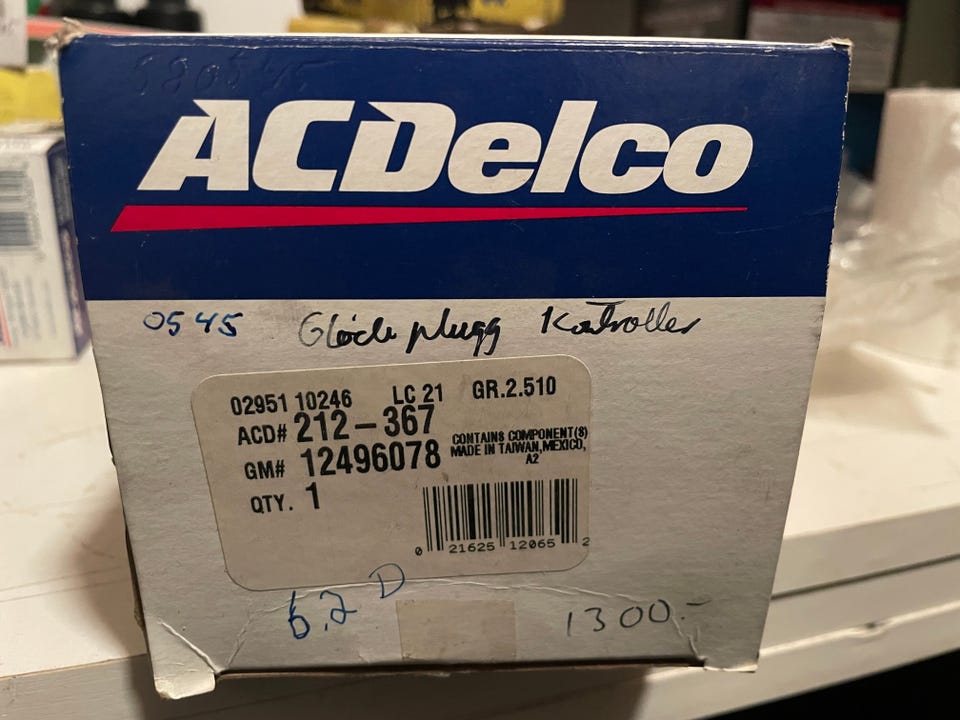 ACDelco
0545 Glöde plugg Kontroller
02951 10246 LC 21 GR.2.510
ACD# 212-367
GM# 12496078
CONTAINS COMPONENT(S)
MADE IN TAIWAN,MEXICO,
A2
QTY. 1
0 21625 12065 2
6,2 D
1300.-